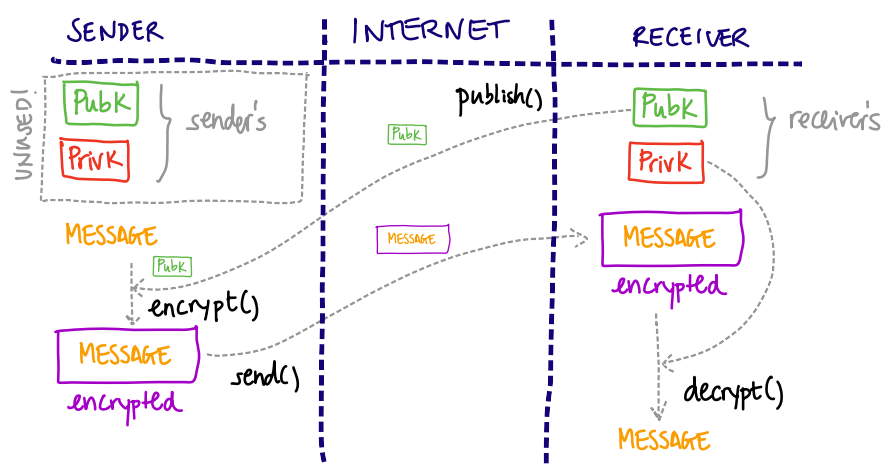 SENDER
INTERNET
RECEIVER
UNUSED!
PubK
PrivK
sender's
publish()
PubK
PubK
PrivK
receiver's
MESSAGE
PubK
encrypt()
MESSAGE
encrypted
send()
MESSAGE
MESSAGE
encrypted
decrypt()
MESSAGE